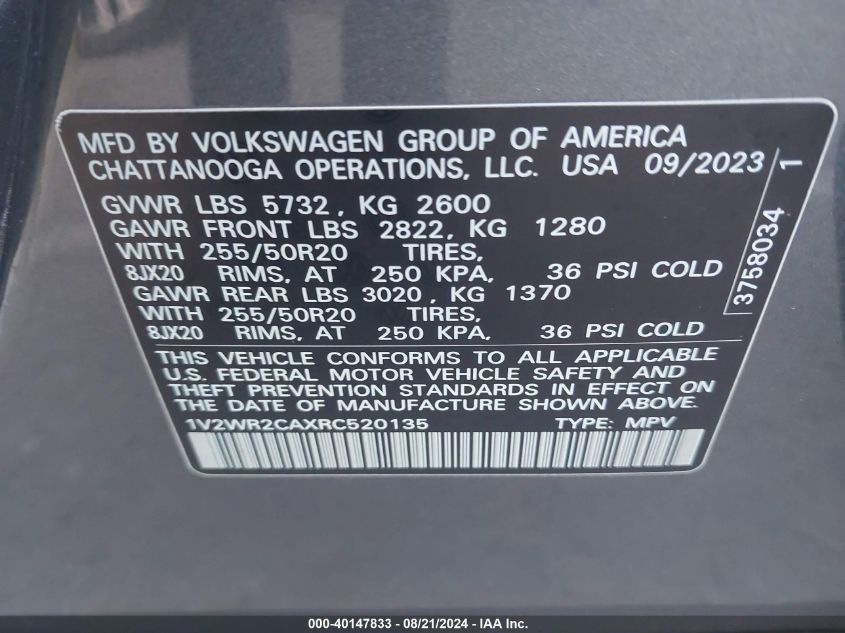 MFD BY VOLKSWAGEN GROUP OF AMERICA
CHATTANOOGA OPERATIONS, LLC. USA 09/2023
GVWR LBS 5732, KG 2600
GAWR FRONT LBS 2822, KG 1280
WITH 255/50R20 TIRES,
8JX20 RIMS, AT 250 KPA, 36 PSI COLD
GAWR REAR LBS 3020, KG 1370
WITH 255/50R20 TIRES,
8JX20 RIMS, AT 250 KPA, 36 PSI COLD
THIS VEHICLE CONFORMS TO ALL APPLICABLE
U.S. FEDERAL MOTOR VEHICLE SAFETY AND
THEFT PREVENTION STANDARDS IN EFFECT ON
THE DATE OF MANUFACTURE SHOWN ABOVE.
1V2WR2CAXRC520135 TYPE: MPV
3758034
1
000-40147833 - 08/21/2024 - IAA Inc.